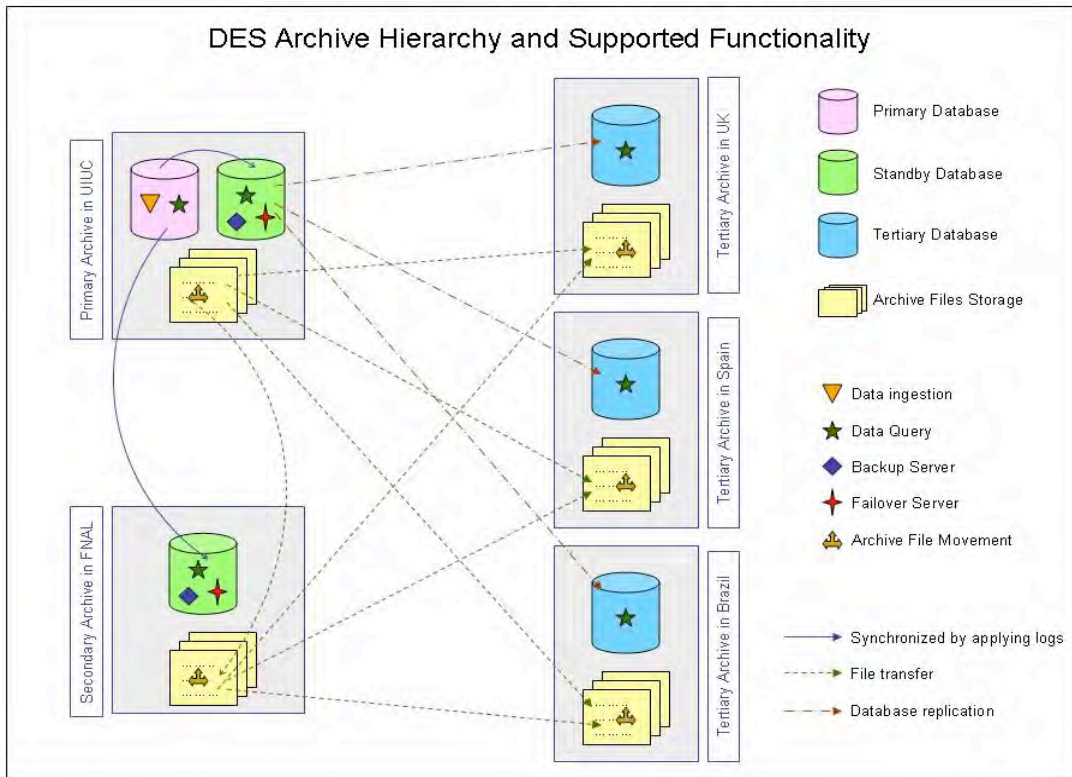 DES Archive Hierarchy and Supported Functionality
Primary Archive in UIUC
Secondary Archive in FNAL
Tertiary Archive in UK
Tertiary Archive in Spain
Tertiary Archive in Brazil
Primary Database
Standby Database
Tertiary Database
Archive Files Storage
Data ingestion
Data Query
Backup Server
Failover Server
Archive File Movement
Synchronized by applying logs
File transfer
Database replication